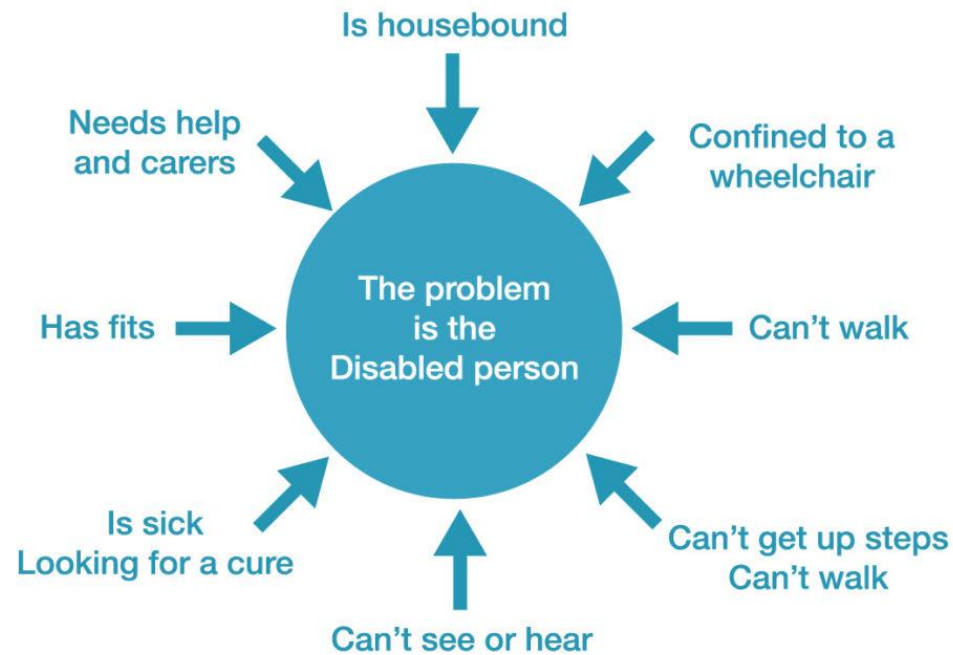 Is housebound
Needs help
and carers
Confined to a
wheelchair
The problem
is the
Disabled person
Has fits
Can't walk
Is sick
Looking for a cure
Can't get up steps
Can't walk
Can't see or hear